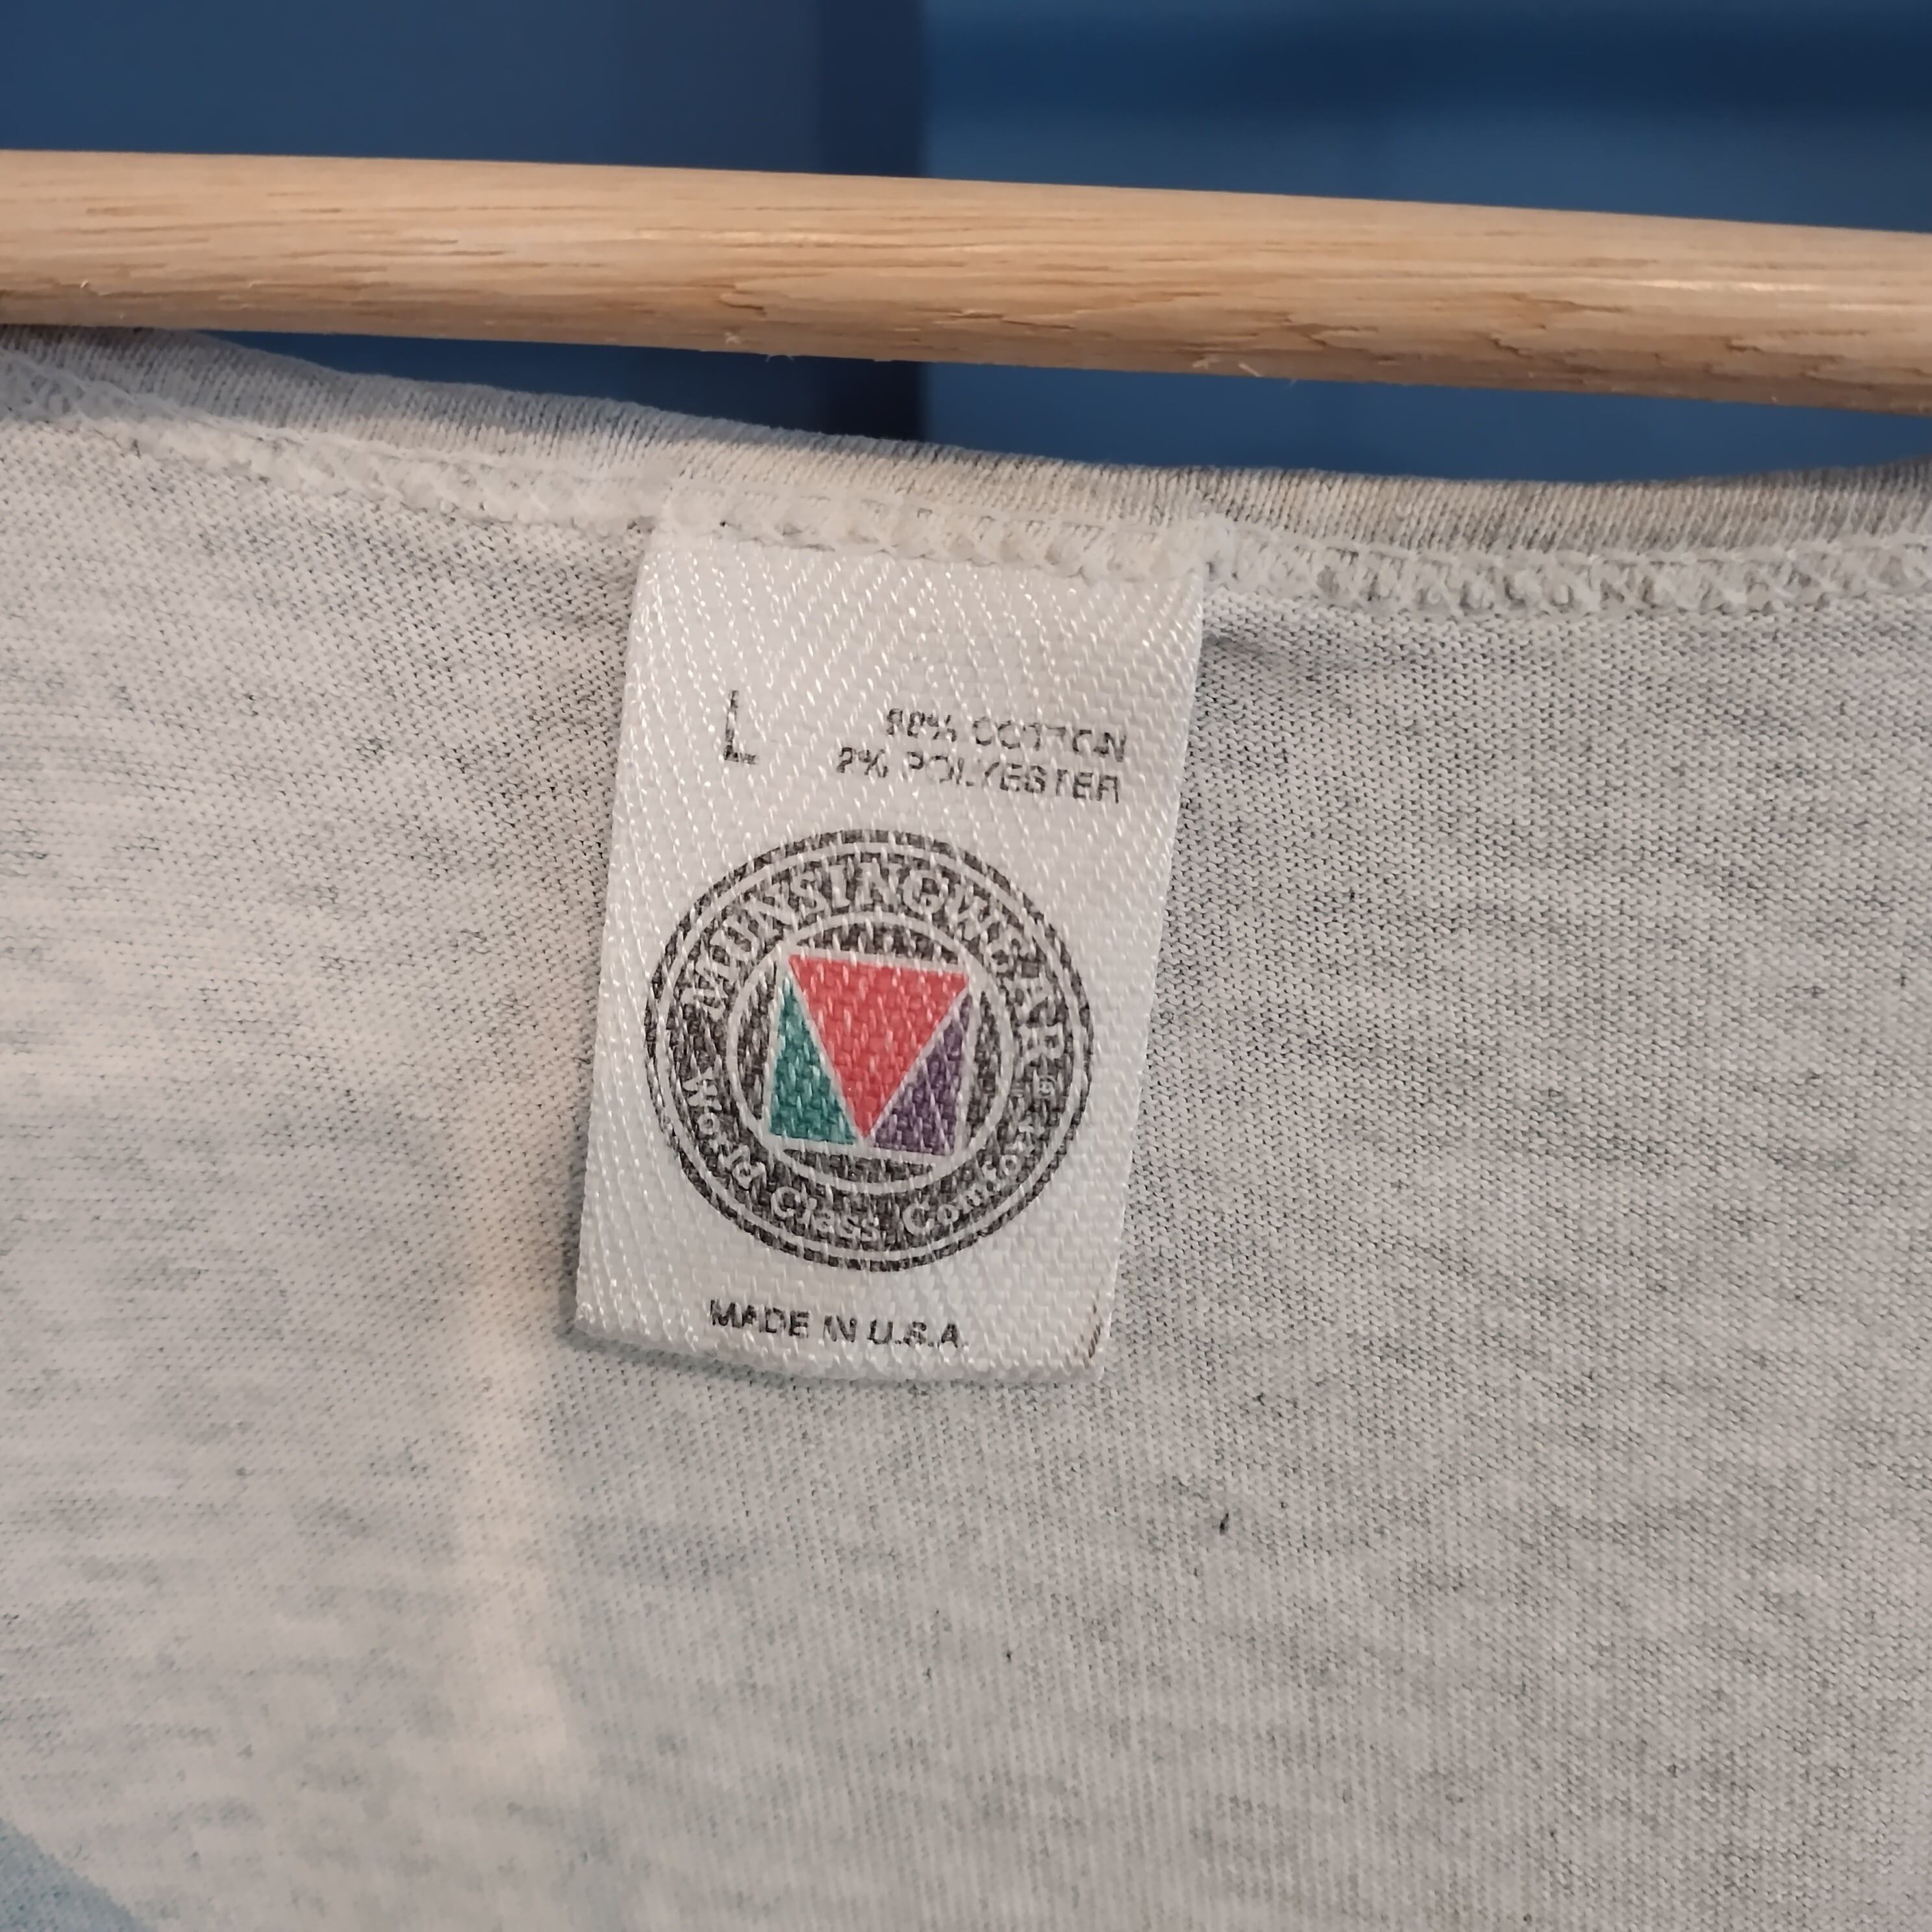 L
98% COTTON
2% POLYESTER
MUNSINGWEAR®
World Class Comfort
MADE IN U.S.A.